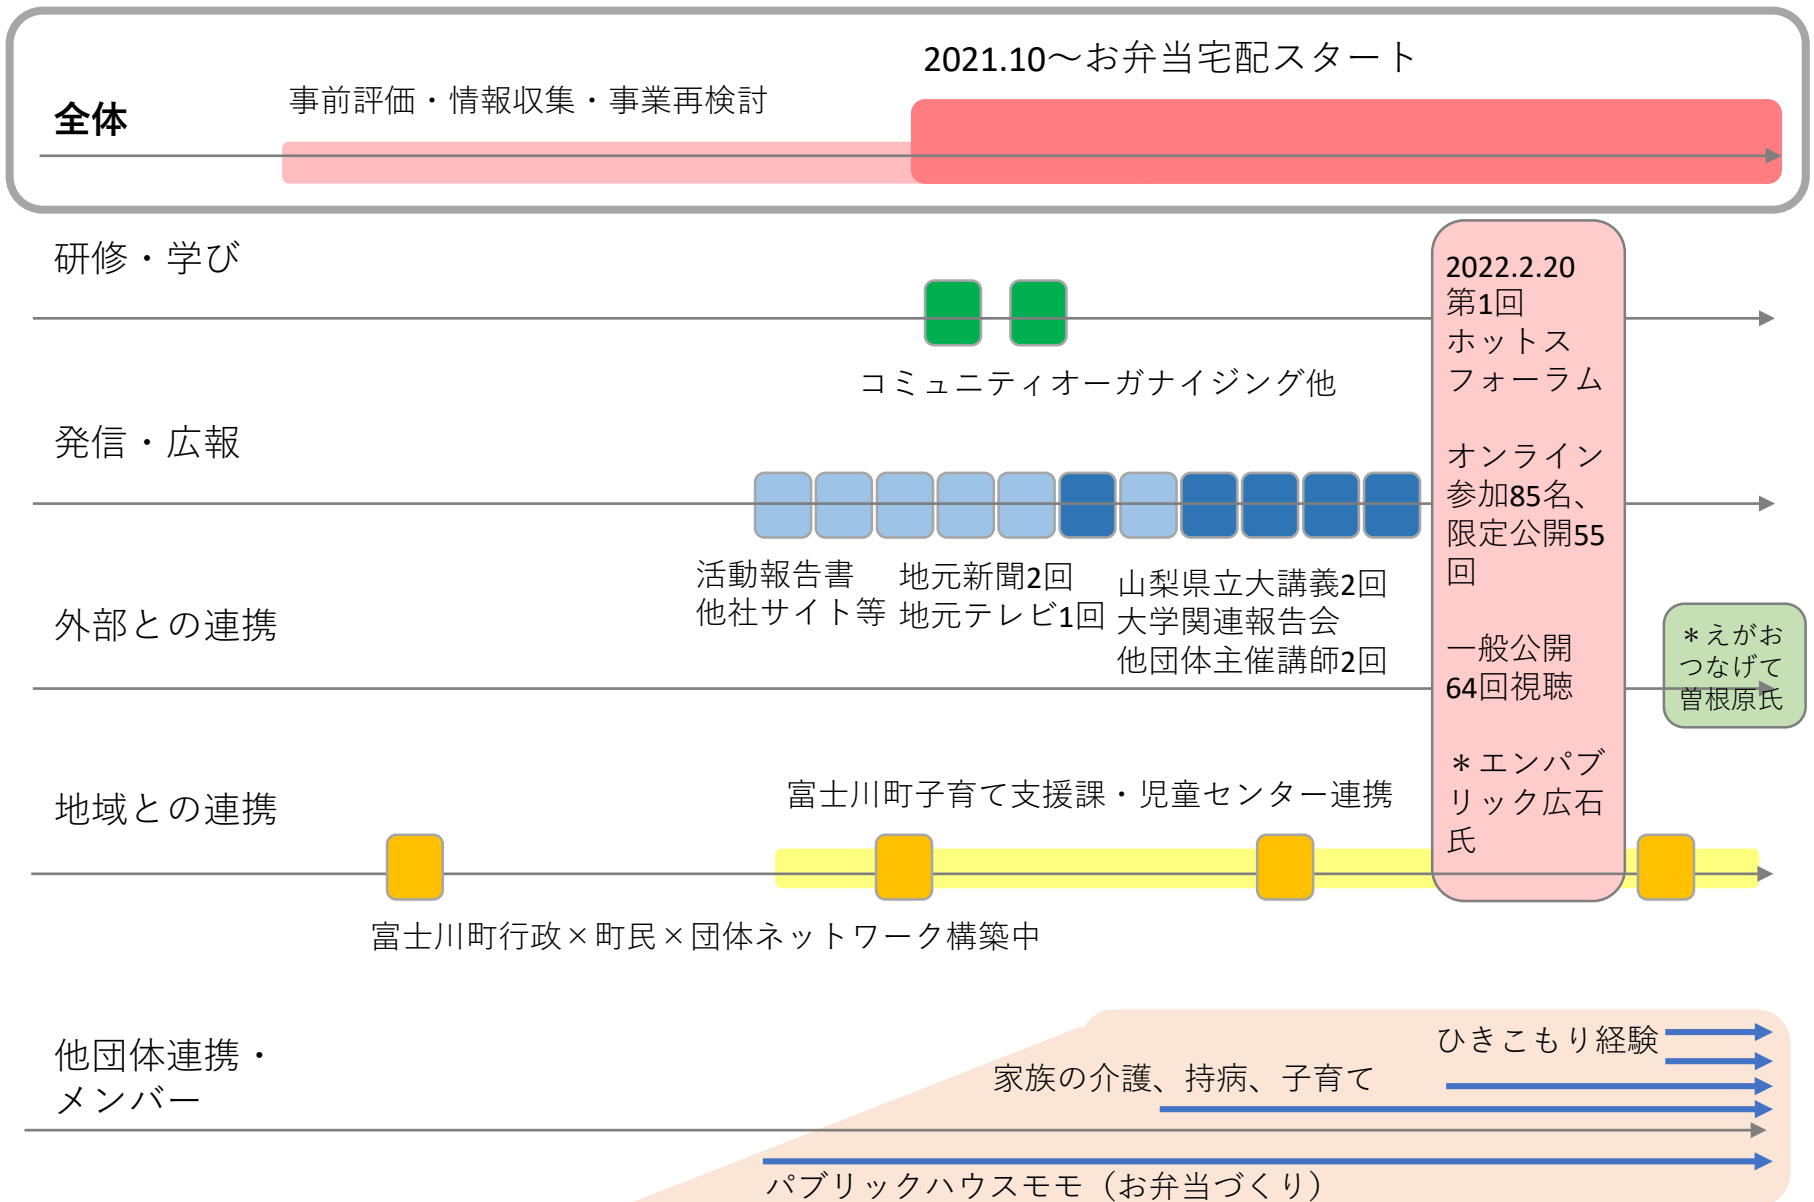 2021.10～お弁当宅配スタート
事前評価・情報収集・事業再検討
全体
研修・学び
コミュニティオーガナイジング他
発信・広報
活動報告書
他社サイト等
地元新聞2回
地元テレビ1回
山梨県立大講義2回
大学関連報告会
他団体主催講師2回
外部との連携
2022.2.20
第1回
ホットス
フォーラム
オンライン
参加85名、
限定公開55
回
一般公開
64回視聴
＊エンパブ
リック広石
氏
＊えがお
つなげて
曽根原氏
地域との連携
富士川町子育て支援課・児童センター連携
富士川町行政×町民×団体ネットワーク構築中
他団体連携・
メンバー
ひきこもり経験
家族の介護、持病、子育て
パブリックハウスモモ（お弁当づくり）